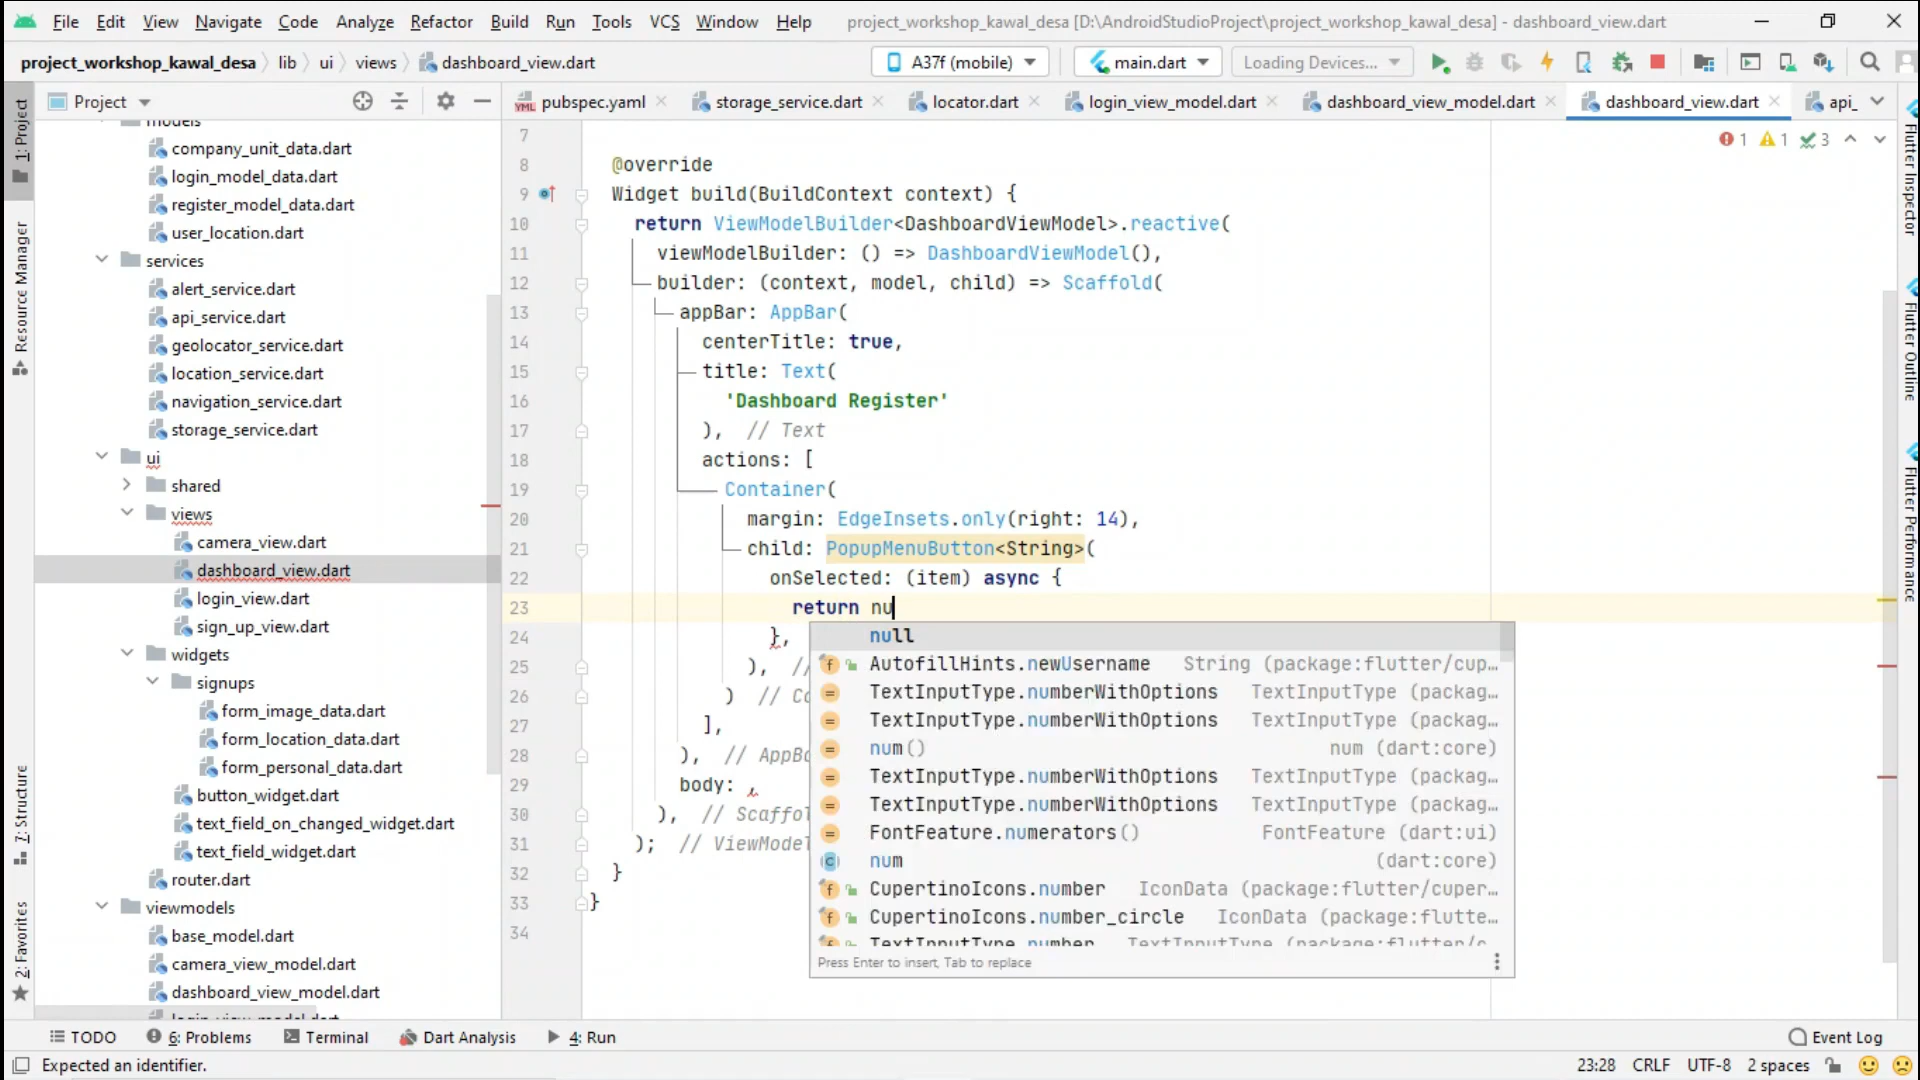 File Edit View Navigate Code Analyze Refactor Build Run Tools VCS Window Help project_workshop_kawal_desa [D:\AndroidStudioProject\project_workshop_kawal_desa] - dashboard_view.dart
project_workshop_kawal_desa lib ui views dashboard_view.dart A37f (mobile) main.dart Loading Devices...
Project pubspec.yaml storage_service.dart locator.dart login_view_model.dart dashboard_view_model.dart dashboard_view.dart api_
1 1 3
1: Project
Resource Manager
7: Structure
2: Favorites
models
company_unit_data.dart
login_model_data.dart
register_model_data.dart
user_location.dart
services
alert_service.dart
api_service.dart
geolocator_service.dart
location_service.dart
navigation_service.dart
storage_service.dart
ui
shared
views
camera_view.dart
dashboard_view.dart
login_view.dart
sign_up_view.dart
widgets
signups
form_image_data.dart
form_location_data.dart
form_personal_data.dart
button_widget.dart
text_field_on_changed_widget.dart
text_field_widget.dart
router.dart
viewmodels
base_model.dart
camera_view_model.dart
dashboard_view_model.dart
login_view_model.dart
7
8 @override
9 Widget build(BuildContext context) {
10 return ViewModelBuilder<DashboardViewModel>.reactive(
11 viewModelBuilder: () => DashboardViewModel(),
12 builder: (context, model, child) => Scaffold(
13 appBar: AppBar(
14 centerTitle: true,
15 title: Text(
16 'Dashboard Register'
17 ), // Text
18 actions: [
19 Container(
20 margin: EdgeInsets.only(right: 14),
21 child: PopupMenuButton<String>(
22 onSelected: (item) async {
23 return nu
24 },
25 ), //
26 ) // Co
27 ],
28 ), // AppBa
29 body: ,
30 ), // Scaffol
31 ); // ViewModel
32 }
33 }
34
null
AutofillHints.newUsername String (package:flutter/cup…
TextInputType.numberWithOptions TextInputType (packag…
TextInputType.numberWithOptions TextInputType (packag…
num() num (dart:core)
TextInputType.numberWithOptions TextInputType (packag…
TextInputType.numberWithOptions TextInputType (packag…
FontFeature.numerators() FontFeature (dart:ui)
num (dart:core)
CupertinoIcons.number IconData (package:flutter/cuper…
CupertinoIcons.number_circle IconData (package:flutte…
TextInputType.number TextInputType (package:flutter/c…
Press Enter to insert, Tab to replace
Flutter Inspector
Flutter Outline
Flutter Performance
TODO 6: Problems Terminal Dart Analysis 4: Run Event Log
Expected an identifier. 23:28 CRLF UTF-8 2 spaces